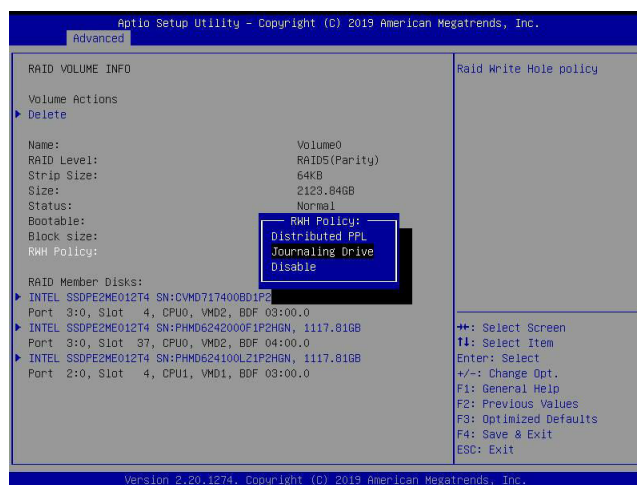 Aptio Setup Utility – Copyright (C) 2019 American Megatrends, Inc.
Advanced
RAID VOLUME INFO
Volume Actions
Delete
Name: Volume0
RAID Level: RAID5(Parity)
Strip Size: 64KB
Size: 2123.84GB
Status: Normal
Bootable:
Block size:
RWH Policy:
RWH Policy:
Distributed PPL
Journaling Drive
Disable
RAID Member Disks:
INTEL SSDPE2ME012T4 SN:CVMD717400BD1P2
Port 3:0, Slot 4, CPU0, VMD2, BDF 03:00.0
INTEL SSDPE2ME012T4 SN:PHMD6242000F1P2HGN, 1117.81GB
Port 3:0, Slot 37, CPU0, VMD2, BDF 04:00.0
INTEL SSDPE2ME012T4 SN:PHMD624100LZ1P2HGN, 1117.81GB
Port 2:0, Slot 4, CPU1, VMD1, BDF 03:00.0
Raid Write Hole policy
→←: Select Screen
↑↓: Select Item
Enter: Select
+/-: Change Opt.
F1: General Help
F2: Previous Values
F3: Optimized Defaults
F4: Save & Exit
ESC: Exit
Version 2.20.1274. Copyright (C) 2019 American Megatrends, Inc.